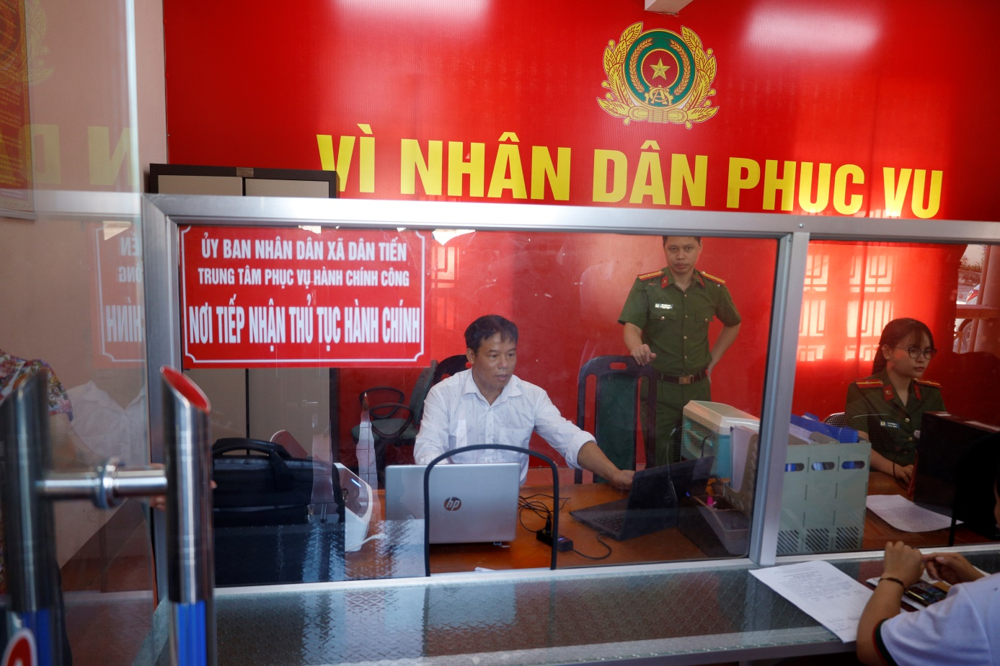 VÌ NHÂN DÂN PHỤC VỤ
ỦY BAN NHÂN DÂN XÃ DÂN TIẾN
TRUNG TÂM PHỤC VỤ HÀNH CHÍNH CÔNG
NƠI TIẾP NHẬN THỦ TỤC HÀNH CHÍNH
hp